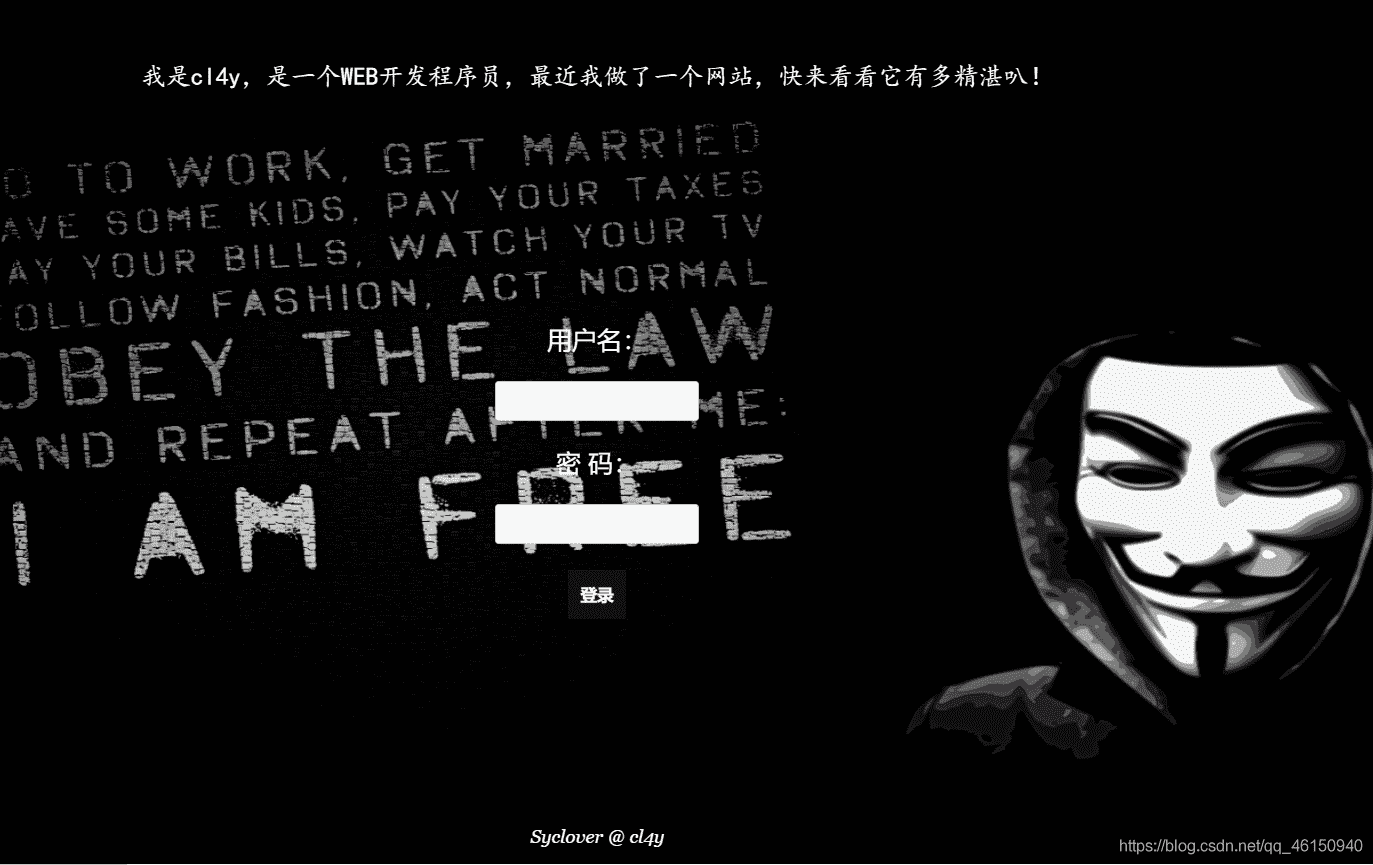 我是cl4y，是一个WEB开发程序员，最近我做了一个网站，快来看看它有多精湛叭！
O TO WORK, GET MARRIED
AVE SOME KIDS, PAY YOUR TAXES
AY YOUR BILLS, WATCH YOUR TV
FOLLOW FASHION, ACT NORMAL
OBEY THE LAW
AND REPEAT AFTER ME:
I AM FREE
用户名：
密 码：
登录
Syclover @ cl4y
https://blog.csdn.net/qq_46150940